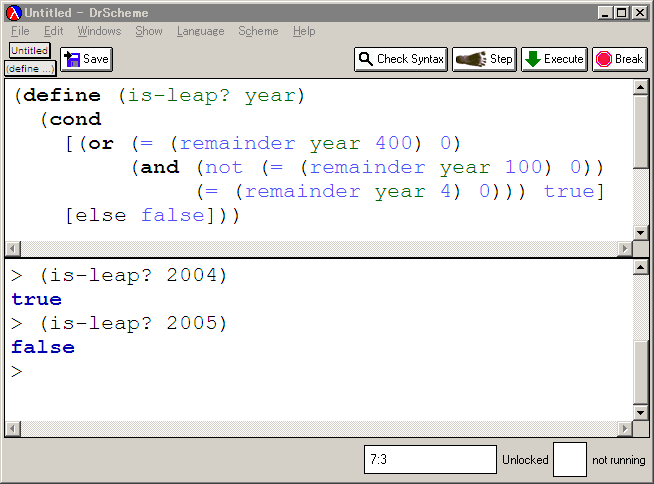 Untitled - DrScheme
File Edit Windows Show Language Scheme Help
Untitled
(define ...)
Save
Check Syntax
Step
Execute
Break
(define (is-leap? year)
  (cond
    [(or (= (remainder year 400) 0)
         (and (not (= (remainder year 100) 0))
              (= (remainder year 4) 0))) true]
    [else false]))
> (is-leap? 2004)
true
> (is-leap? 2005)
false
>
7:3
Unlocked
not running